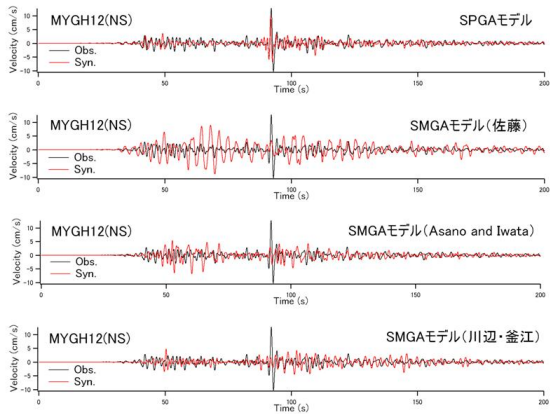 MYGH12(NS)
SPGAモデル
Velocity (cm/s)
10
5
0
-5
-10
Obs.
Syn.
0
50
100
150
200
Time (s)
MYGH12(NS)
SMGAモデル(佐藤)
Velocity (cm/s)
10
5
0
-5
-10
Obs.
Syn.
0
50
100
150
200
Time (s)
MYGH12(NS)
SMGAモデル(Asano and Iwata)
Velocity (cm/s)
10
5
0
-5
-10
Obs.
Syn.
0
50
100
150
200
Time (s)
MYGH12(NS)
SMGAモデル(川辺・釜江)
Velocity (cm/s)
10
5
0
-5
-10
Obs.
Syn.
0
50
100
150
200
Time (s)